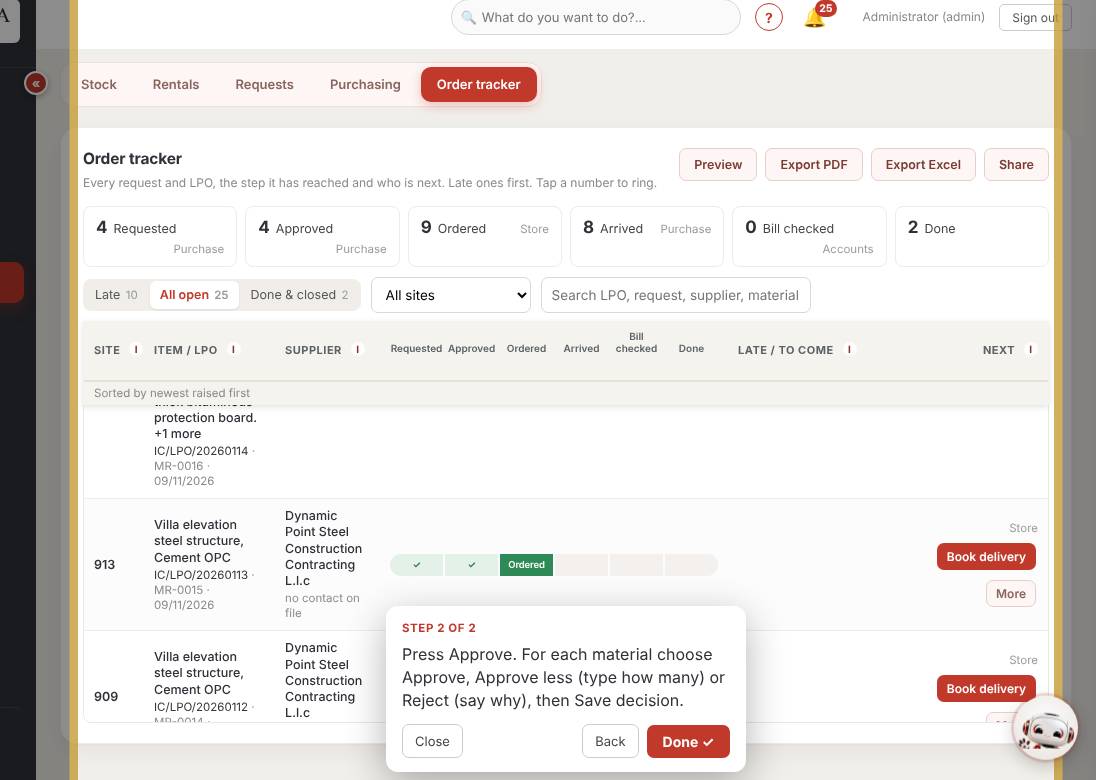 A
What do you want to do?...
?
25
Administrator (admin)
Sign out
«
Stock
Rentals
Requests
Purchasing
Order tracker
Order tracker
Every request and LPO, the step it has reached and who is next. Late ones first. Tap a number to ring.
Preview
Export PDF
Export Excel
Share
4 Requested
Purchase
4 Approved
Purchase
9 Ordered
Store
8 Arrived
Purchase
0 Bill checked
Accounts
2 Done
Late 10
All open 25
Done & closed 2
All sites
Search LPO, request, supplier, material
SITE
ITEM / LPO
SUPPLIER
Requested
Approved
Ordered
Arrived
Bill
checked
Done
LATE / TO COME
NEXT
Sorted by newest raised first
thick bituminous
protection board.
+1 more
IC/LPO/20260114 ·
MR-0016 ·
09/11/2026
913
Villa elevation
steel structure,
Cement OPC
IC/LPO/20260113 ·
MR-0015 ·
09/11/2026
Dynamic
Point Steel
Construction
Contracting
L.l.c
no contact on
file
✓
✓
Ordered
Store
Book delivery
More
909
Villa elevation
steel structure,
Cement OPC
IC/LPO/20260112 ·
MR-0014 ·
Dynamic
Point Steel
Construction
Contracting
L.l.c
Store
Book delivery
STEP 2 OF 2
Press Approve. For each material choose
Approve, Approve less (type how many) or
Reject (say why), then Save decision.
Close
Back
Done ✓